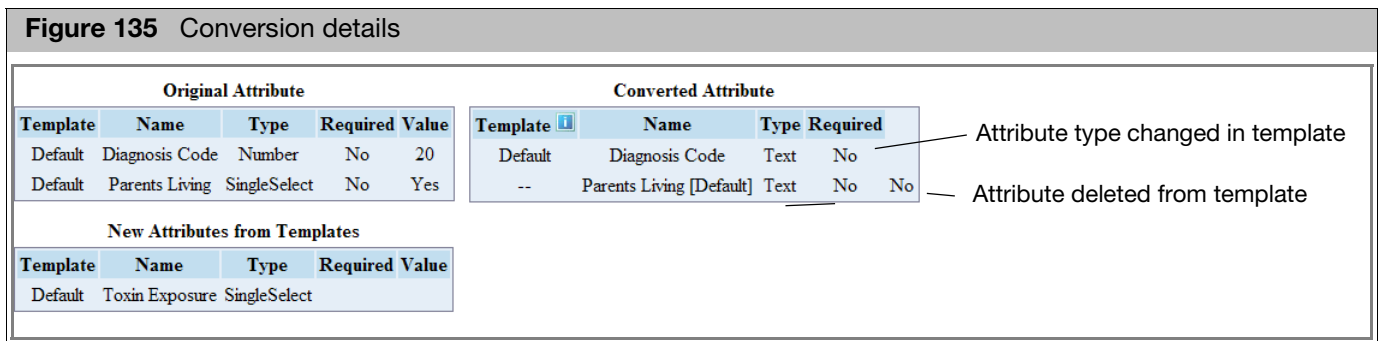 Figure 135 Conversion details
Original Attribute
Template Name Type Required Value
Default Diagnosis Code Number No 20
Default Parents Living SingleSelect No Yes
Converted Attribute
Template i Name Type Required
Default Diagnosis Code Text No
-- Parents Living [Default] Text No No
Attribute type changed in template
Attribute deleted from template
New Attributes from Templates
Template Name Type Required Value
Default Toxin Exposure SingleSelect